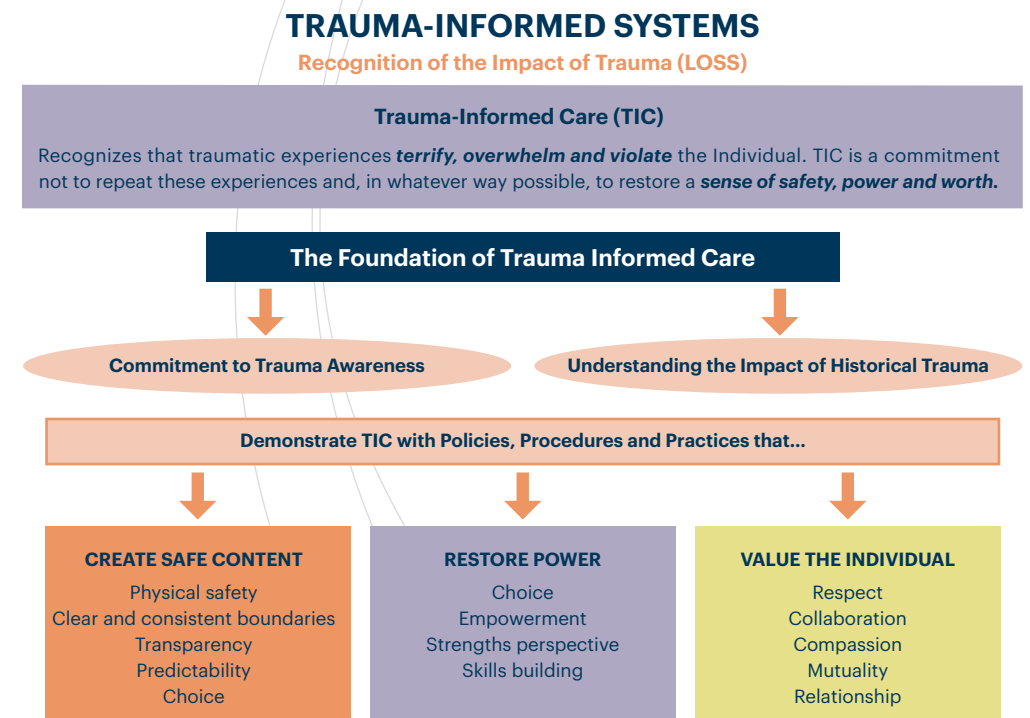 TRAUMA-INFORMED SYSTEMS
Recognition of the Impact of Trauma (LOSS)
Trauma-Informed Care (TIC)
Recognizes that traumatic experiences terrify, overwhelm and violate the Individual. TIC is a commitment
not to repeat these experiences and, in whatever way possible, to restore a sense of safety, power and worth.
The Foundation of Trauma Informed Care
Commitment to Trauma Awareness
Understanding the Impact of Historical Trauma
Demonstrate TIC with Policies, Procedures and Practices that...
CREATE SAFE CONTENT
Physical safety
Clear and consistent boundaries
Transparency
Predictability
Choice
RESTORE POWER
Choice
Empowerment
Strengths perspective
Skills building
VALUE THE INDIVIDUAL
Respect
Collaboration
Compassion
Mutuality
Relationship